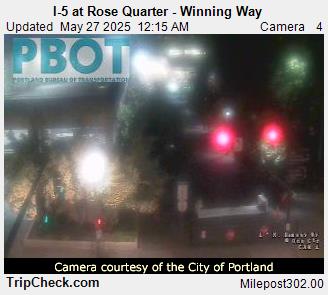 I-5 at Rose Quarter - Winning Way
Updated May 27 2025 12:15 AM Camera 4
PBOT
PORTLAND BUREAU OF TRANSPORTATION
Camera courtesy of the City of Portland
TripCheck.com Milepost302.00